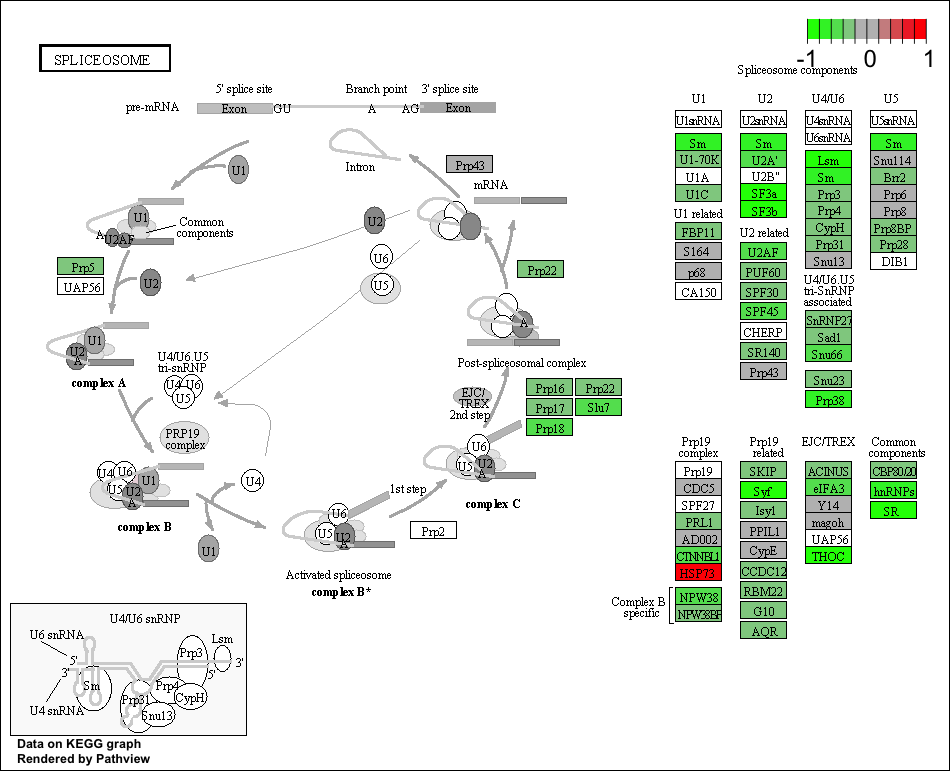 SPLICEOSOME
-1 0 1
Spliceosome components
5' splice site
Branch point
3' splice site
pre-mRNA
Exon
GU
A
AG
Exon
U1
Intron
Prp43
mRNA
U1
A
U2AF
Common
components
U2
U6
U5
Prp5
UAP56
U2
Prp22
U1
U2
A
complex A
U4/U6.U5
tri-snRNP
U4
U6
U5
A
Post-spliceosomal complex
PRP19
complex
EJC/
TREX
2nd step
Prp16
Prp22
Prp17
Slu7
Prp18
U4
U6
U5
U1
U2
A
complex B
U4
U1
U6
U5
U2
A
complex C
1st step
U6
U5
U2
A
Prp2
Activated spliceosome
complex B*
U4/U6 snRNP
U6 snRNA
5'
3'
U4 snRNA
Sm
Prp3
Lsm
3'
5'
Prp31
Prp4
CypH
Snu13
Data on KEGG graph
Rendered by Pathview
U1
U1snRNA
Sm
U1-70K
U1A
U1C
U1 related
FBP11
S164
p68
CA150
U2
U2snRNA
Sm
U2A'
U2B"
SF3a
SF3b
U2 related
U2AF
PUF60
SPF30
SPF45
CHERP
SR140
Prp43
U4/U6
U4snRNA
U6snRNA
Lsm
Sm
Prp3
Prp4
CypH
Prp31
Snu13
U4/U6.U5
tri-SnRNP
associated
SnRNP27
Sad1
Snu66
Snu23
Prp38
U5
U5snRNA
Sm
Snu114
Brr2
Prp6
Prp8
Prp8BP
Prp28
DIB1
Prp19
complex
Prp19
CDC5
SPF27
PRL1
AD002
CTNNBL1
HSP73
Complex B
specific
NPW38
NPW38BP
Prp19
related
SKIP
Syf
Isy1
PPIL1
CypE
CCDC12
RBM22
G10
AQR
EJC/TREX
ACINUS
eIFA3
Y14
magoh
UAP56
THOC
Common
components
CBP80/20
hnRNPs
SR